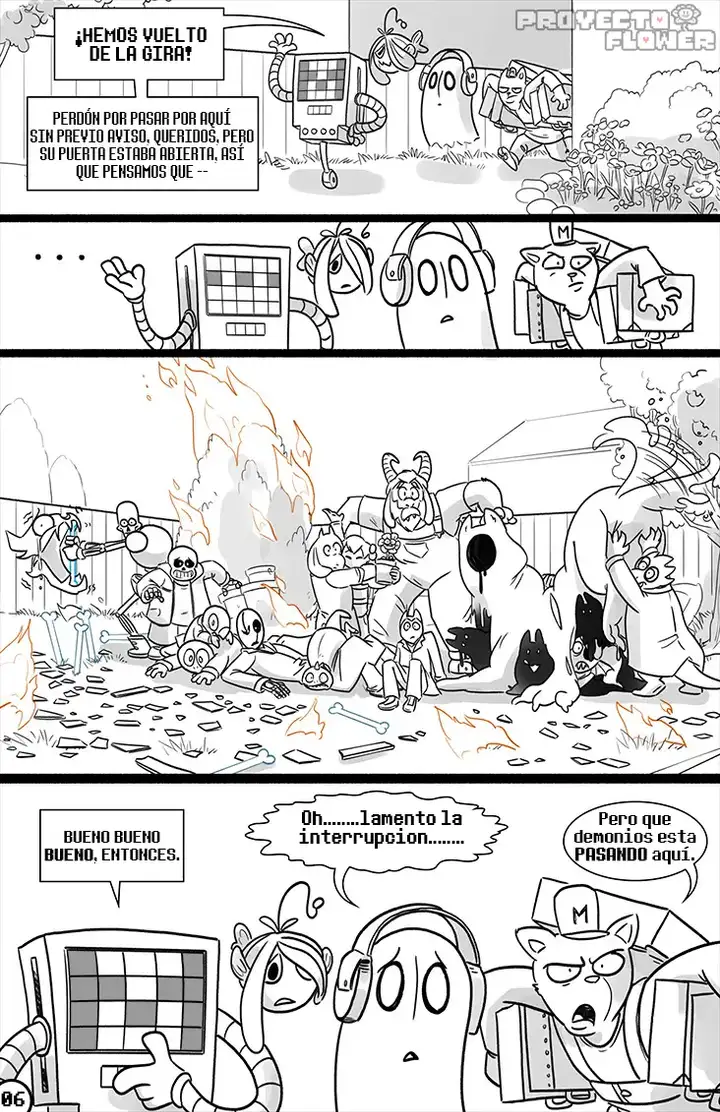 PROYECTO
FLOWER
¡HEMOS VUELTO
DE LA GIRA!
PERDÓN POR PASAR POR AQUÍ
SIN PREVIO AVISO, QUERIDOS, PERO
SU PUERTA ESTABA ABIERTA, ASÍ
QUE PENSAMOS QUE --
...
M
BUENO BUENO
BUENO, ENTONCES.
Oh........lamento la
interrupcion........
Pero que
demonios esta
PASANDO aquí.
M
06